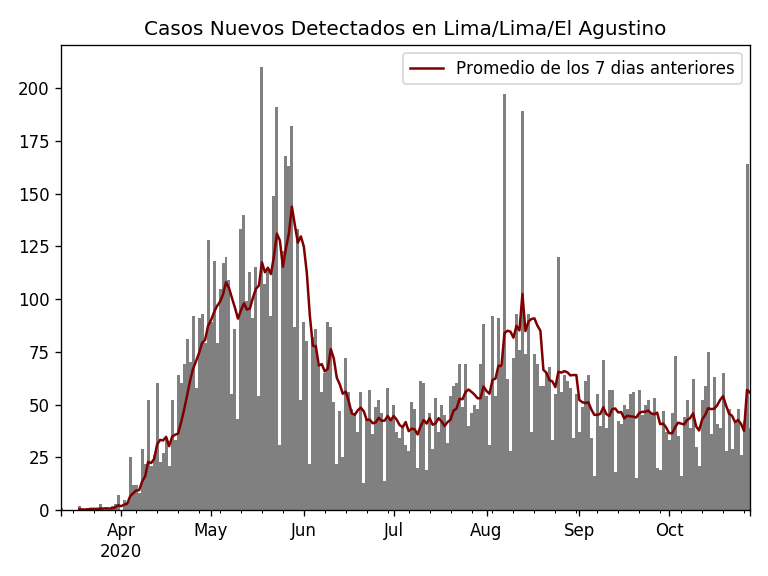 Casos Nuevos Detectados en Lima/Lima/El Agustino
Promedio de los 7 dias anteriores
200
175
150
125
100
75
50
25
0
Apr
2020
May
Jun
Jul
Aug
Sep
Oct